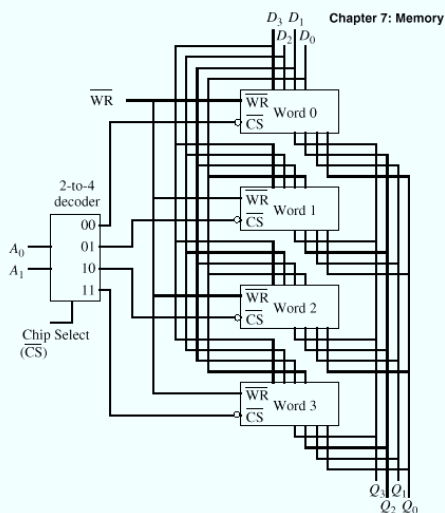 Chapter 7: Memory
D3 D1
D2 D0
WR
WR Word 0
CS
2-to-4
decoder
00
01
10
11
A0
A1
Chip Select
(CS)
WR Word 1
CS
WR Word 2
CS
WR Word 3
CS
Q3 Q1
Q2 Q0